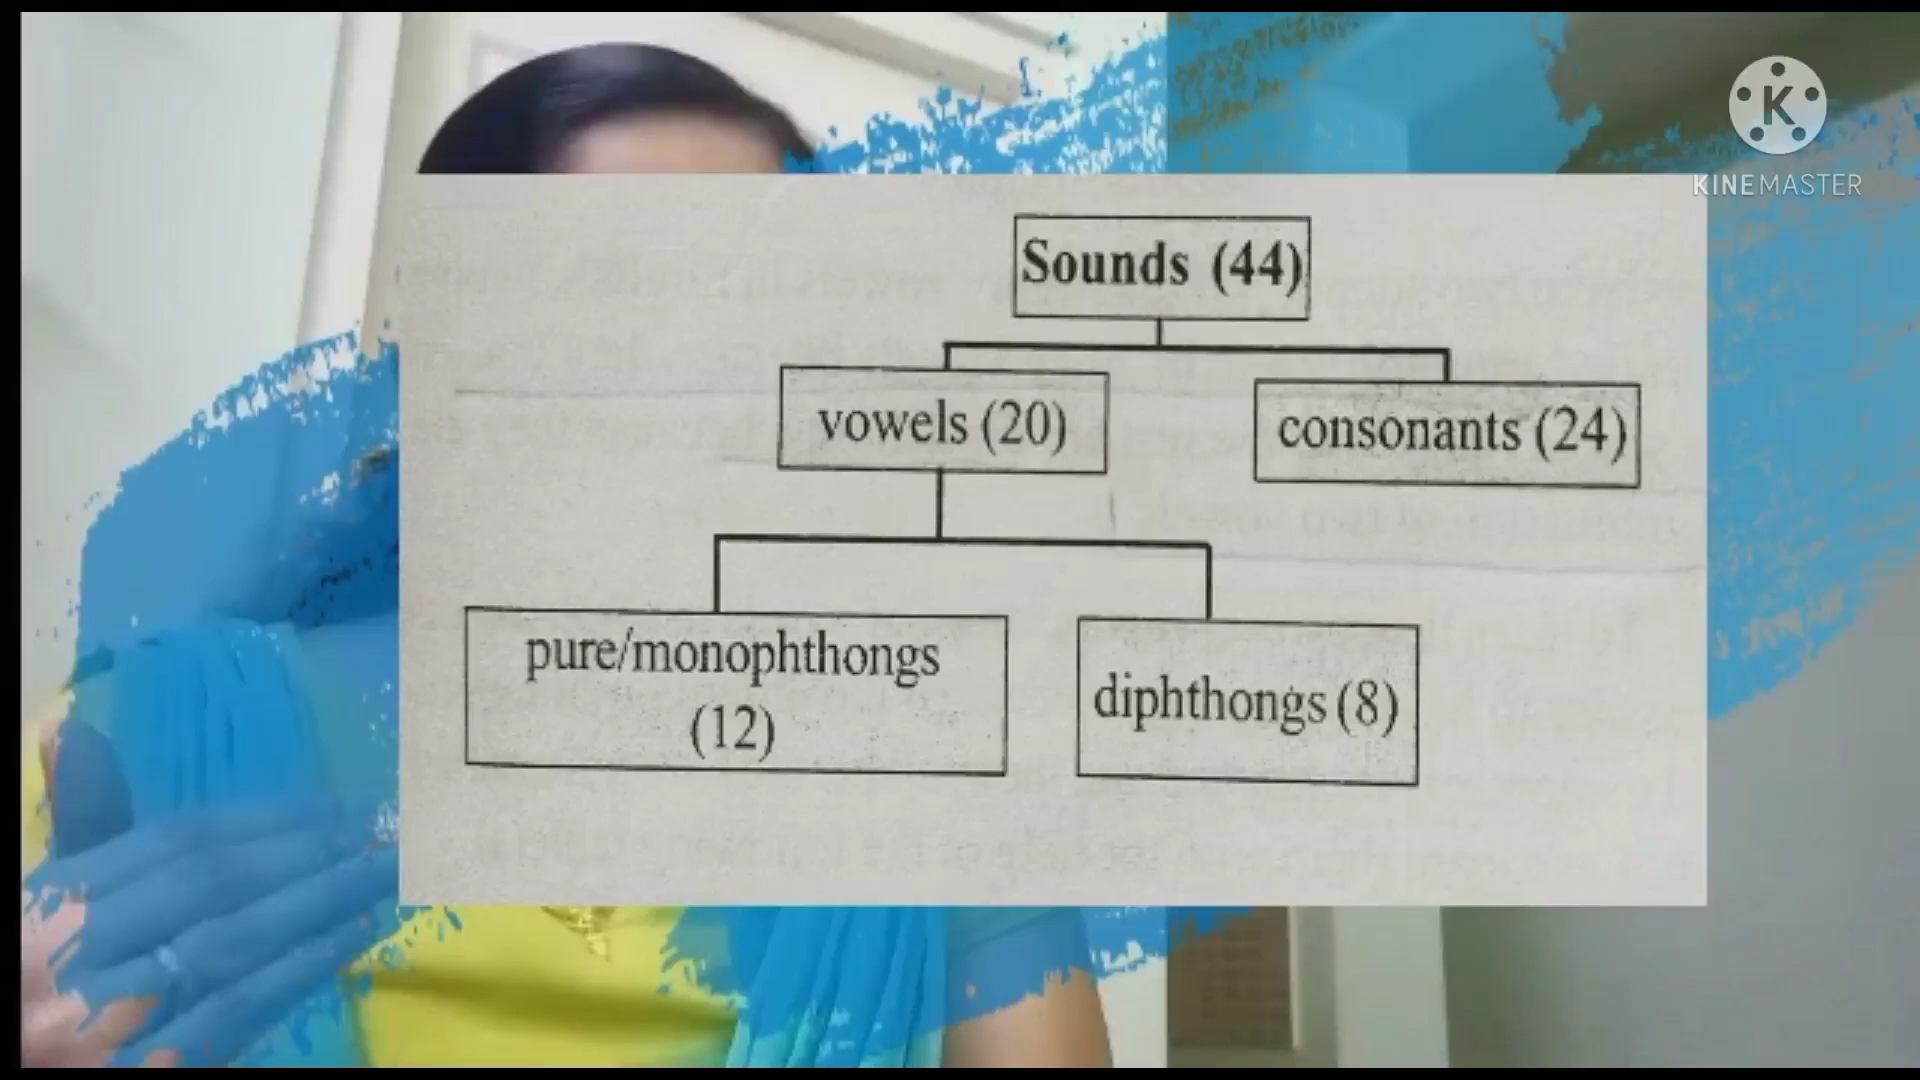 K
KINEMASTER
Sounds (44)
vowels (20)
consonants (24)
pure/monophthongs
(12)
diphthongs (8)